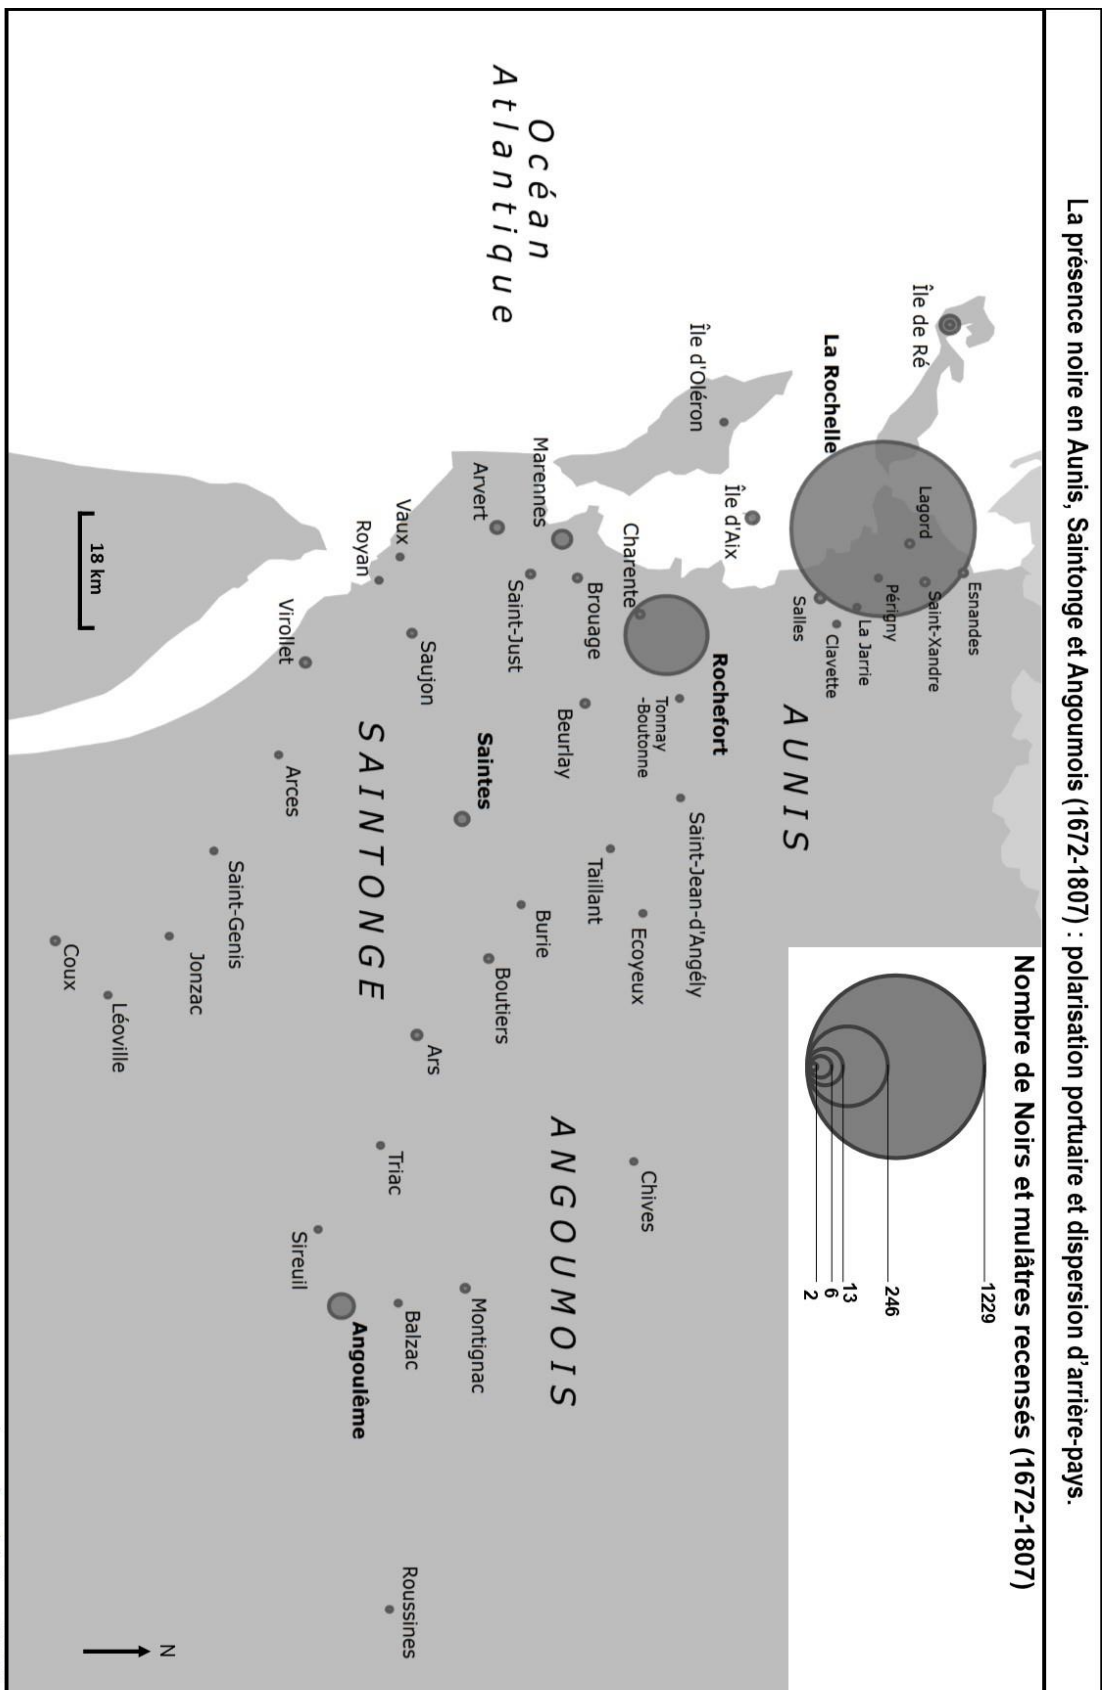 La présence noire en Aunis, Saintonge et Angoumois (1672-1807) : polarisation portuaire et dispersion d'arrière-pays.
Nombre de Noirs et mulâtres recensés (1672-1807)
1229
246
13
6
2
Océan
Atlantique
Île de Ré
La Rochelle
Lagord
Esnandes
Saint-Xandre
Périgny
La Jarrie
Clavette
Salles
AUNIS
Île d'Oléron
Île d'Aix
Rochefort
Charente
Tonnay
-Boutonne
Saint-Jean-d'Angély
Marennes
Brouage
Beurlay
Taillant
Ecoyeux
Arvert
Saint-Just
Saintes
Burie
Boutiers
Chives
ANGOUMOIS
Vaux
Royan
Saujon
SAINTONGE
Ars
Triac
Montignac
Balzac
Roussines
Virollet
Arces
Sireuil
Angoulême
Saint-Genis
Jonzac
Léoville
Coux
18 km
N